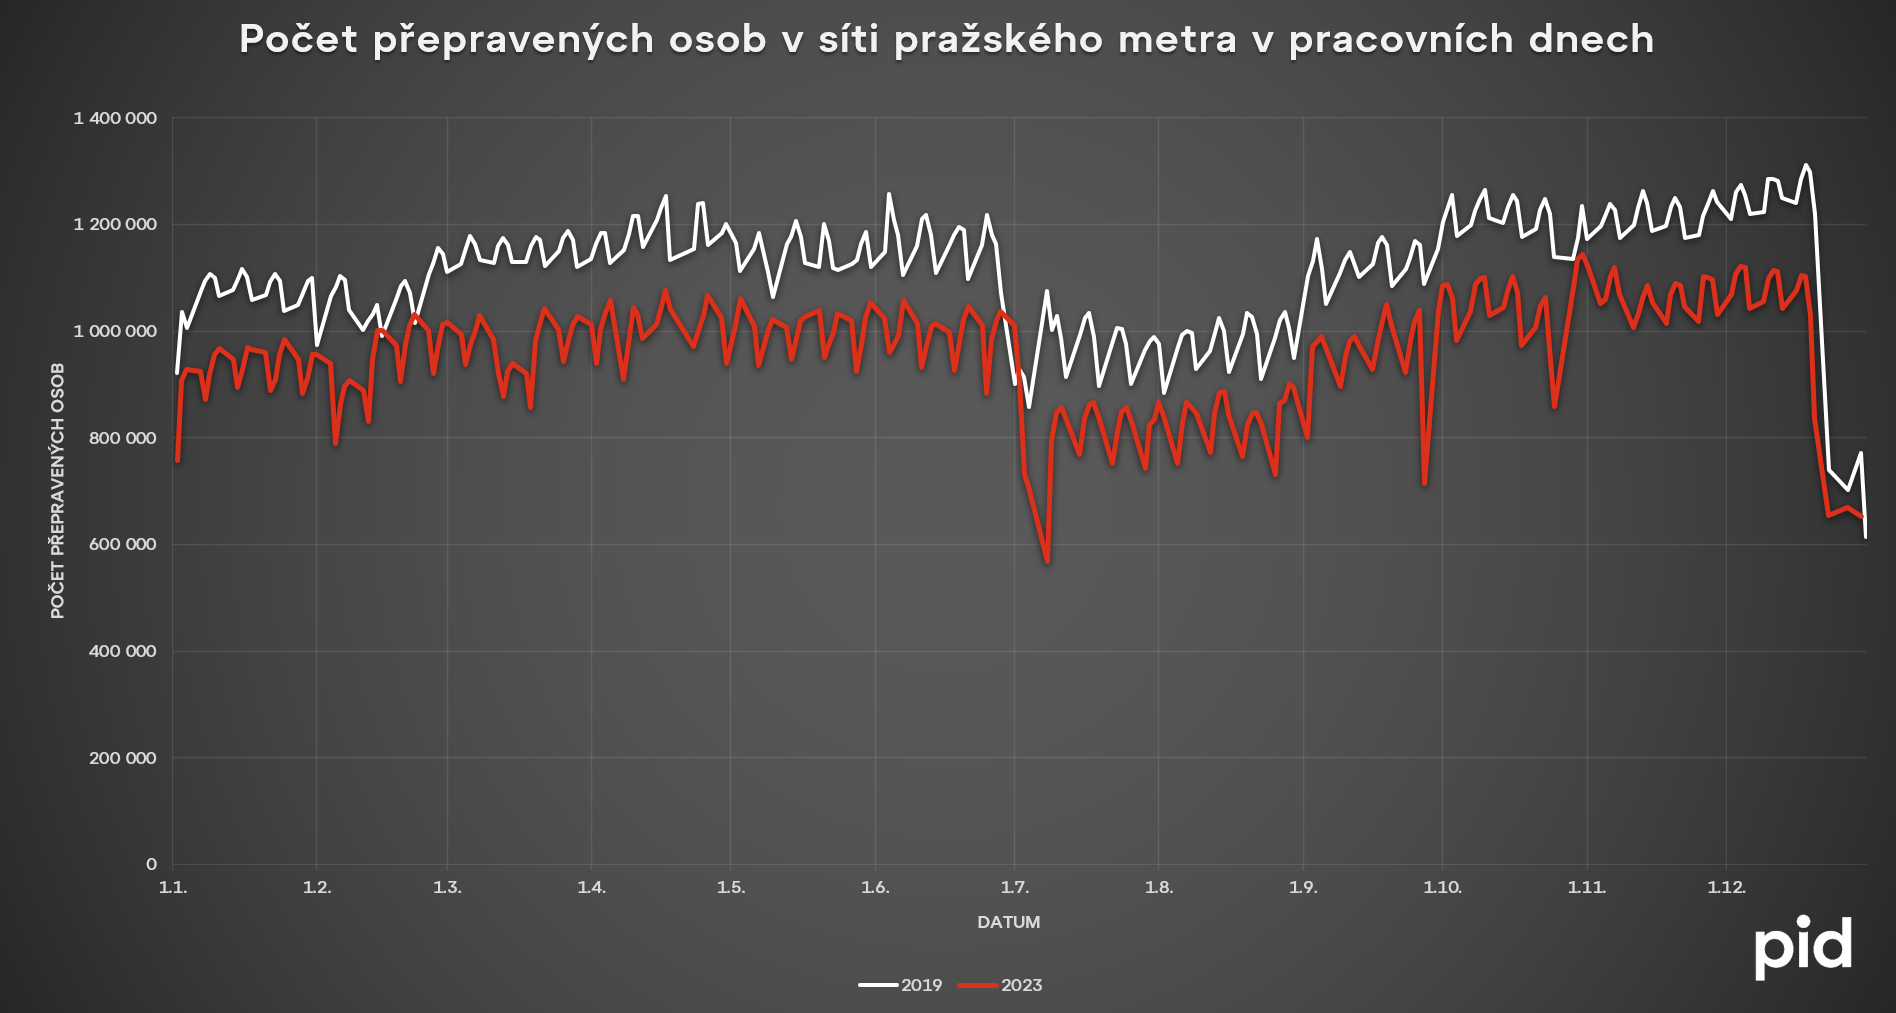 Počet přepravených osob v síti pražského metra v pracovních dnech
1 400 000
1 200 000
1 000 000
800 000
600 000
400 000
200 000
0
POČET PŘEPRAVENÝCH OSOB
1.1. 1.2. 1.3. 1.4. 1.5. 1.6. 1.7. 1.8. 1.9. 1.10. 1.11. 1.12.
DATUM
pid
2019 2023